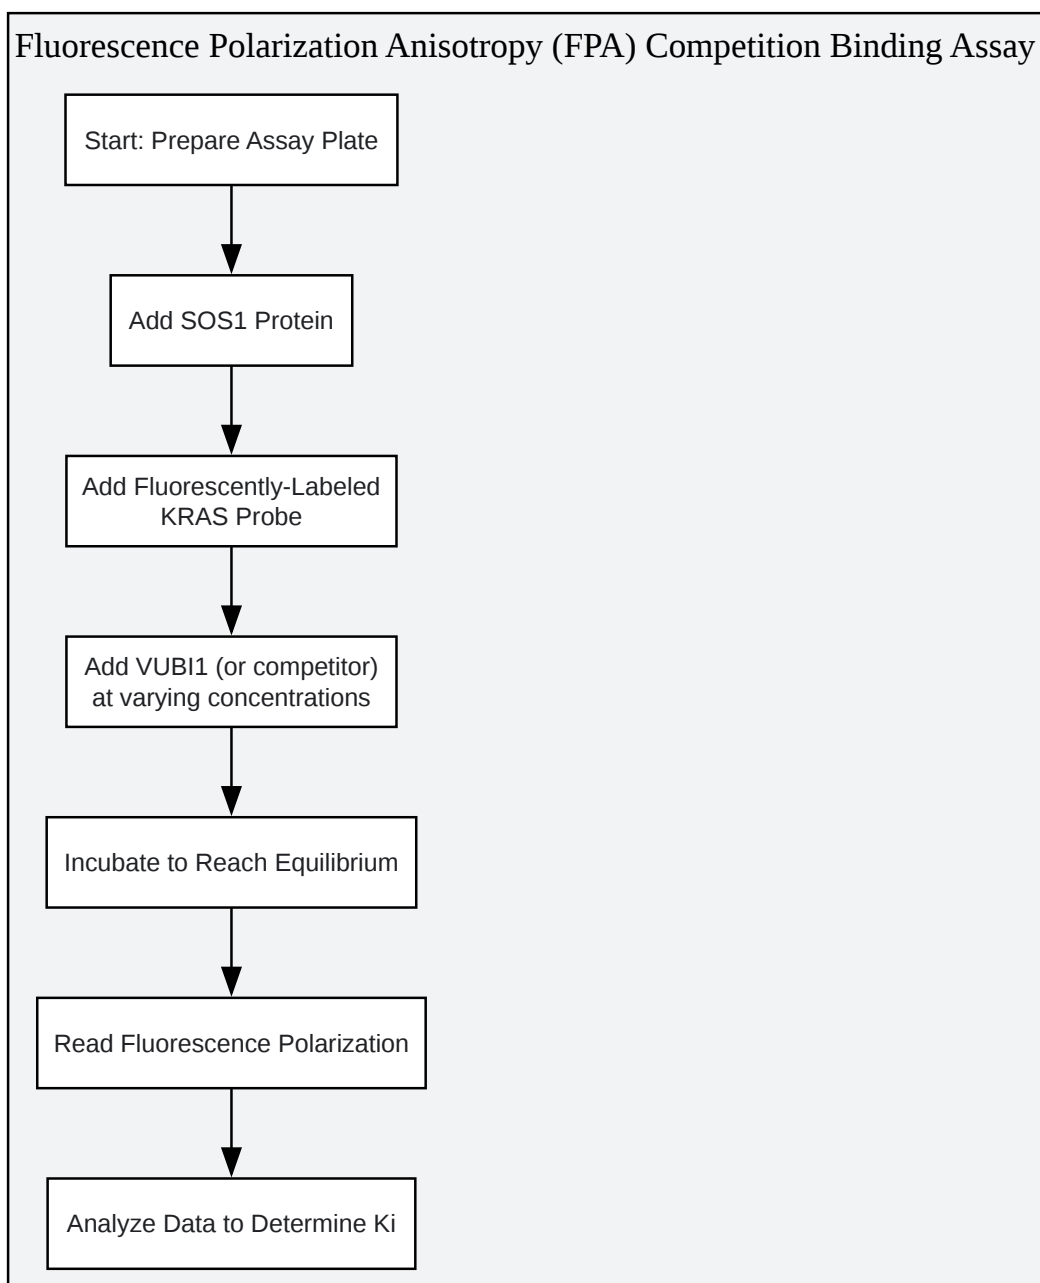 Fluorescence Polarization Anisotropy (FPA) Competition Binding Assay
Start: Prepare Assay Plate
Add SOS1 Protein
Add Fluorescently-Labeled
KRAS Probe
Add VUBI1 (or competitor)
at varying concentrations
Incubate to Reach Equilibrium
Read Fluorescence Polarization
Analyze Data to Determine Ki